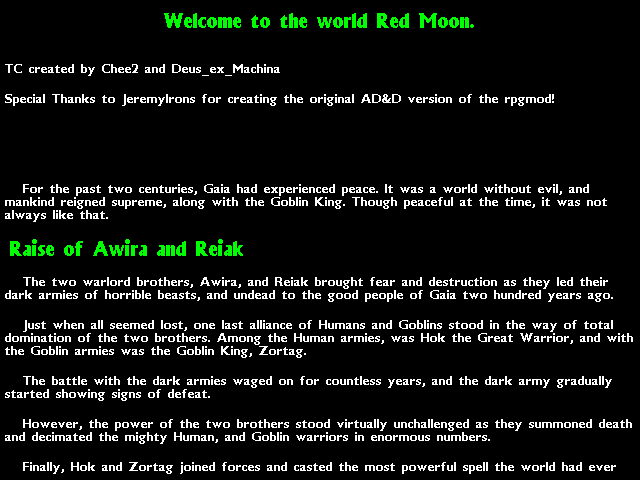 Welcome to the world Red Moon.
TC created by Chee2 and Deus_ex_Machina
Special Thanks to JeremyIrons for creating the original AD&D version of the rpgmod!
For the past two centuries, Gaia had experienced peace. It was a world without evil, and
mankind reigned supreme, along with the Goblin King. Though peaceful at the time, it was not
always like that.
Raise of Awira and Reiak
The two warlord brothers, Awira, and Reiak brought fear and destruction as they led their
dark armies of horrible beasts, and undead to the good people of Gaia two hundred years ago.
Just when all seemed lost, one last alliance of Humans and Goblins stood in the way of total
domination of the two brothers. Among the Human armies, was Hok the Great Warrior, and with
the Goblin armies was the Goblin King, Zortag.
The battle with the dark armies waged on for countless years, and the dark army gradually
started showing signs of defeat.
However, the power of the two brothers stood virtually unchallenged as they summoned death
and decimated the mighty Human, and Goblin warriors in enormous numbers.
Finally, Hok and Zortag joined forces and casted the most powerful spell the world had ever